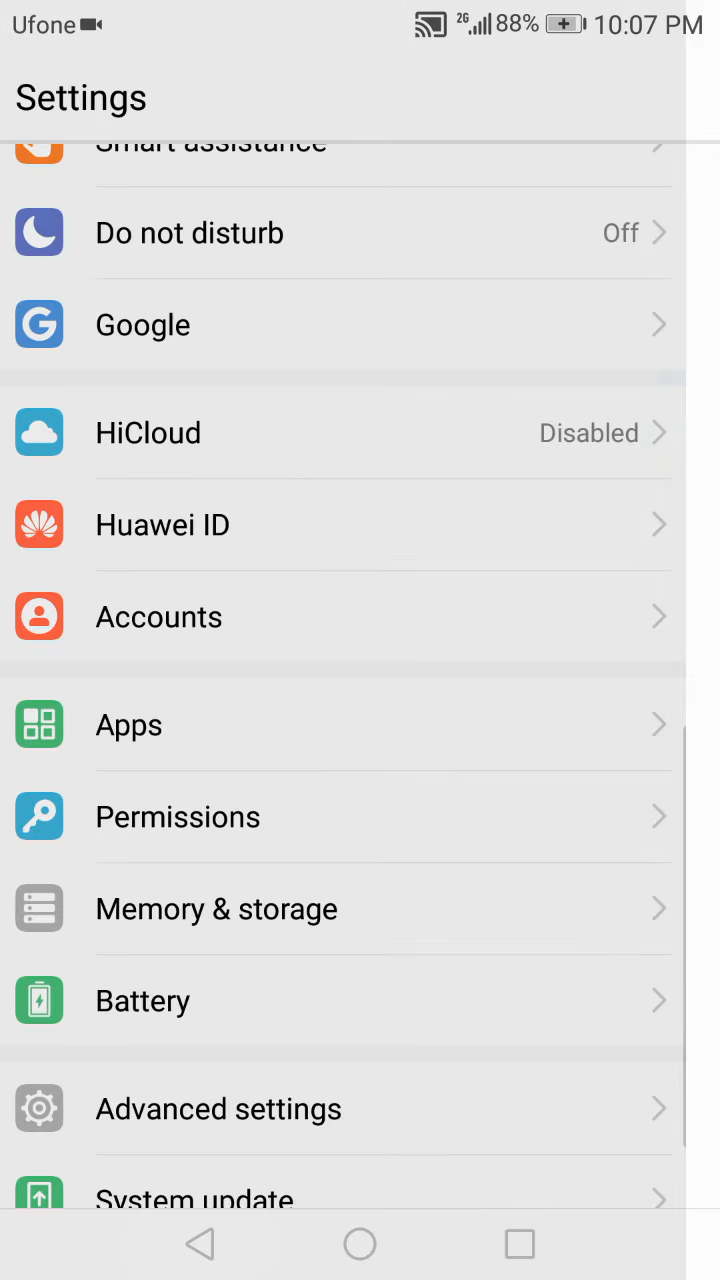 Ufone 2G 88% 10:07 PM
Settings
Smart assistance
Do not disturb Off
Google
HiCloud Disabled
Huawei ID
Accounts
Apps
Permissions
Memory & storage
Battery
Advanced settings
System update